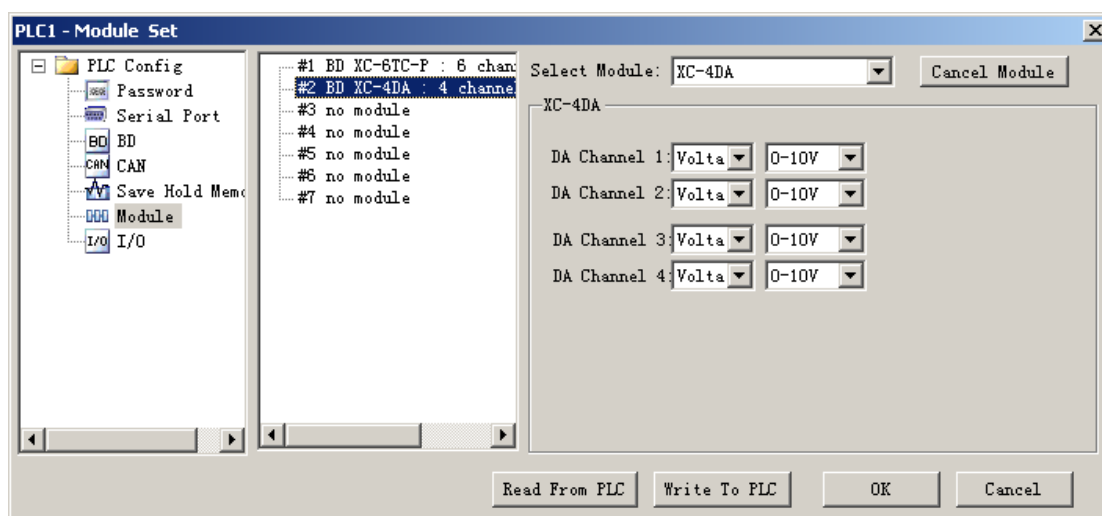 PLC1 - Module Set
PLC Config
Password
Serial Port
BD BD
CAN CAN
Save Hold Memo
Module
I/O I/O
#1 BD XC-6TC-P : 6 chan
#2 BD XC-4DA : 4 channe
#3 no module
#4 no module
#5 no module
#6 no module
#7 no module
Select Module: XC-4DA Cancel Module
XC-4DA
DA Channel 1: Volta 0-10V
DA Channel 2: Volta 0-10V
DA Channel 3: Volta 0-10V
DA Channel 4: Volta 0-10V
Read From PLC Write To PLC OK Cancel